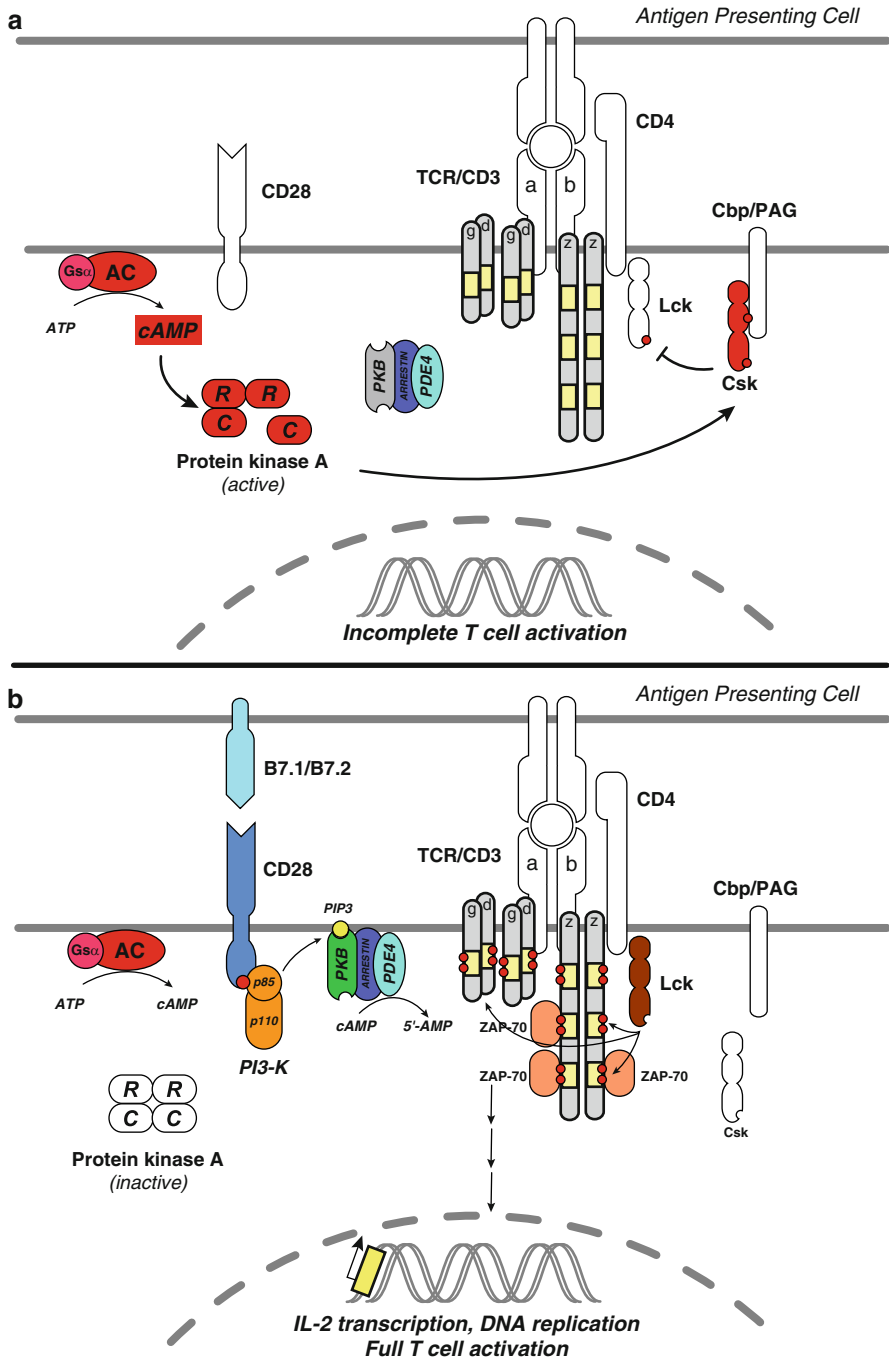 a
Antigen Presenting Cell
CD4
TCR/CD3
a
b
CD28
Cbp/PAG
g
d
g
d
z
z
Gsα
AC
ATP
cAMP
Lck
PKB
ARRESTIN
PDE4
Csk
R
R
C
C
Protein kinase A
(active)
Incomplete T cell activation
b
Antigen Presenting Cell
B7.1/B7.2
CD4
TCR/CD3
a
b
CD28
Cbp/PAG
PIP3
g
d
g
d
z
z
Gsα
AC
PKB
ARRESTIN
PDE4
Lck
p85
ATP
cAMP
p110
cAMP
5'-AMP
ZAP-70
PI3-K
ZAP-70
ZAP-70
R
R
C
C
Csk
Protein kinase A
(inactive)
IL-2 transcription, DNA replication
Full T cell activation